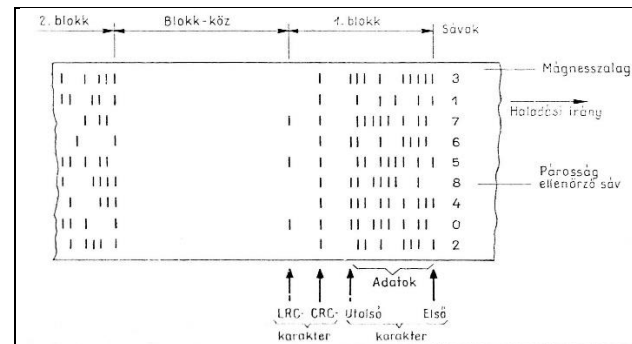 2. blokk Blokk-köz 1. blokk Sávok
3 Mágnesszalag
1 Haladási irány
7
6
5
8 Párosság
ellenőrző sáv
4
0
2
Adatok
LRC- CRC- Utolsó Első
karakter karakter